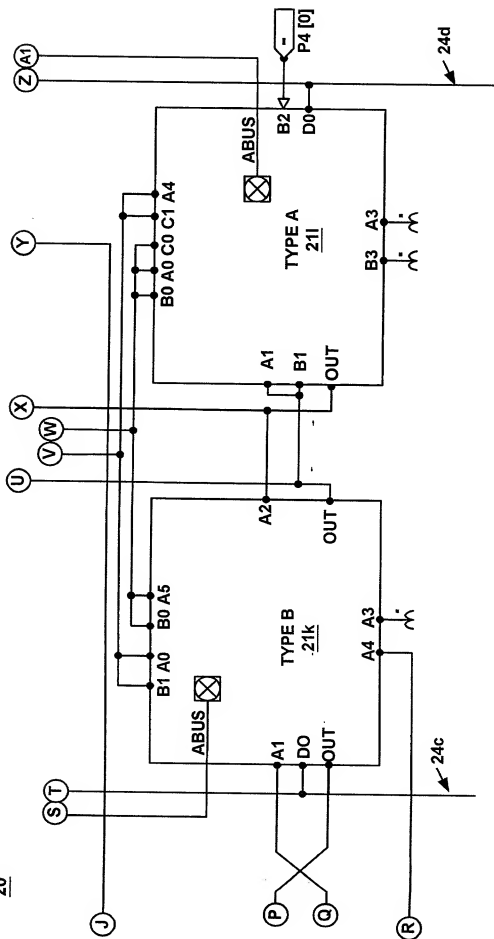 Z A1
Y
X
V W
U
P4 [0]
24d
ABUS
B2
D0
B0 A0 C0 C1 A4
TYPE A
21l
B3 A3
A1
B1
OUT
A2
OUT
B1 A0 B0 A5
TYPE B
21k
ABUS
A4 A3
A1
DO
OUT
24c
S T
J
P
Q
R